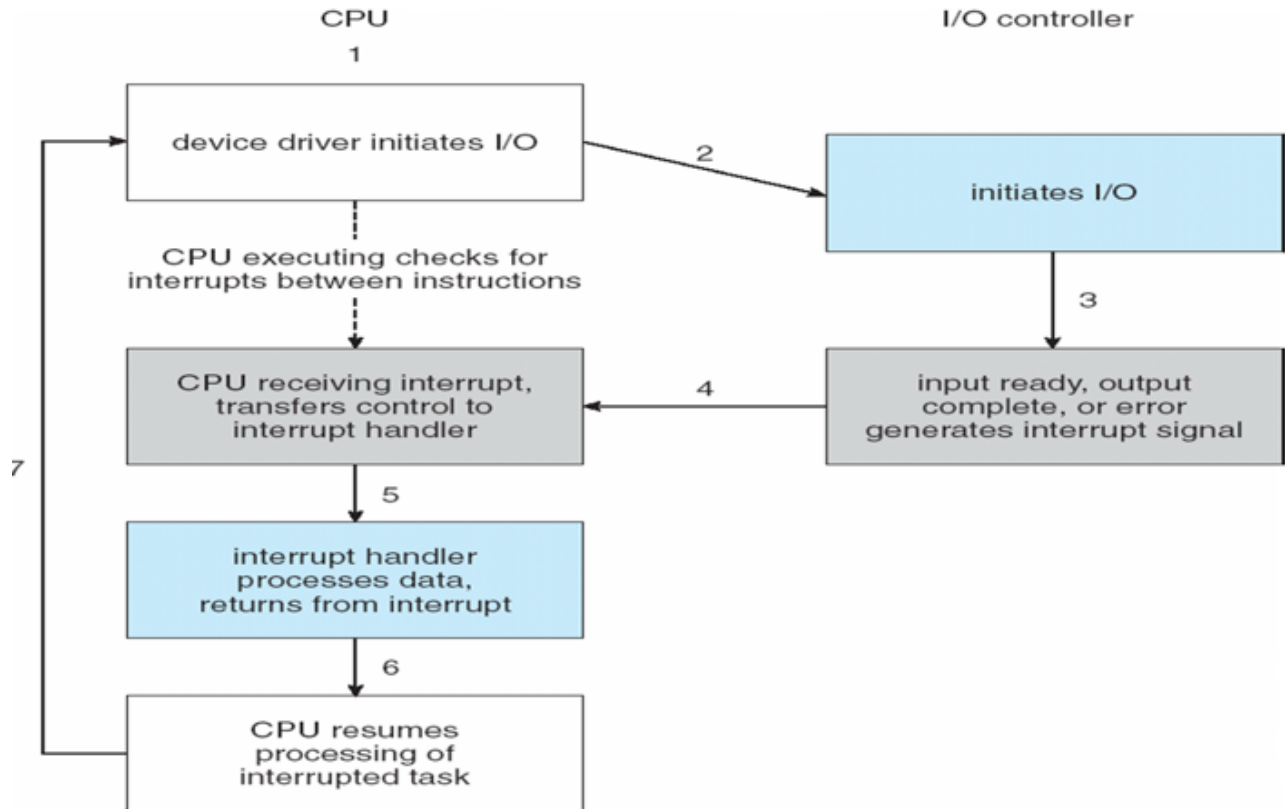 CPU
I/O controller
1
device driver initiates I/O
2
initiates I/O
CPU executing checks for
interrupts between instructions
3
CPU receiving interrupt,
transfers control to
interrupt handler
4
input ready, output
complete, or error
generates interrupt signal
7
5
interrupt handler
processes data,
returns from interrupt
6
CPU resumes
processing of
interrupted task